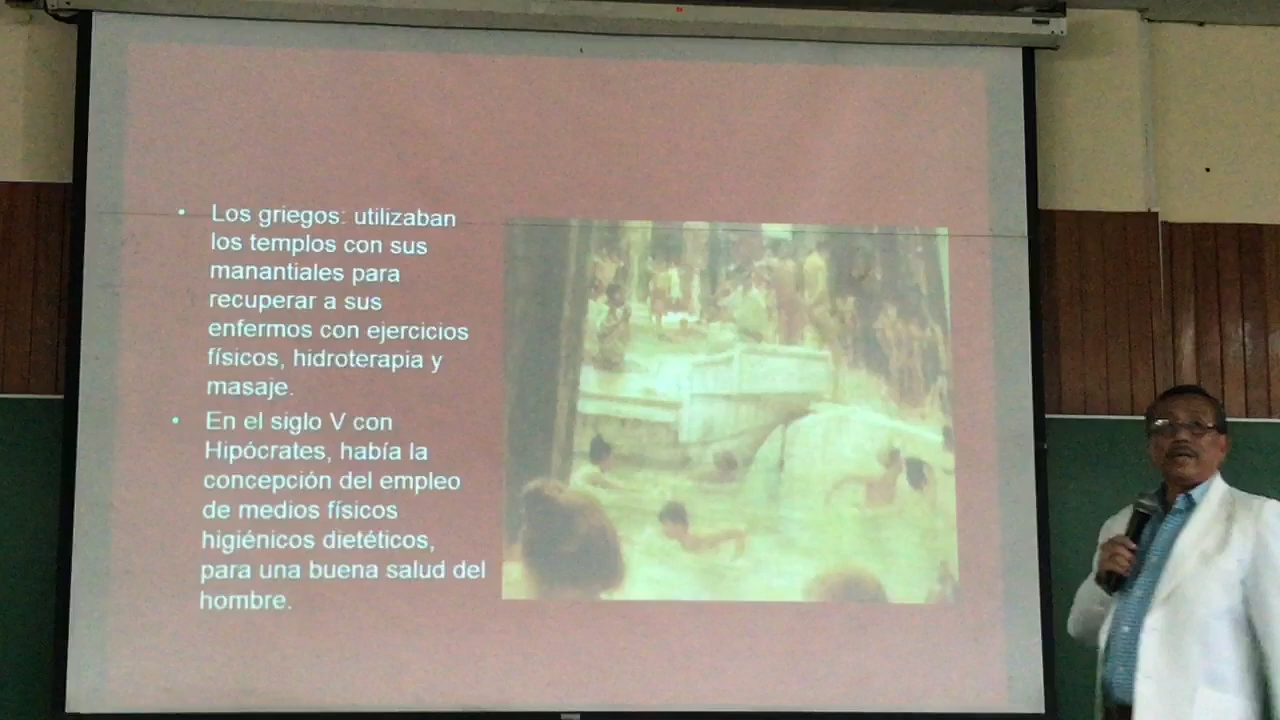 Los griegos: utilizaban
los templos con sus
manantiales para
recuperar a sus
enfermos con ejercicios
físicos, hidroterapia y
masaje.
En el siglo V con
Hipócrates, había la
concepción del empleo
de medios físicos
higiénicos dietéticos,
para una buena salud del
hombre.